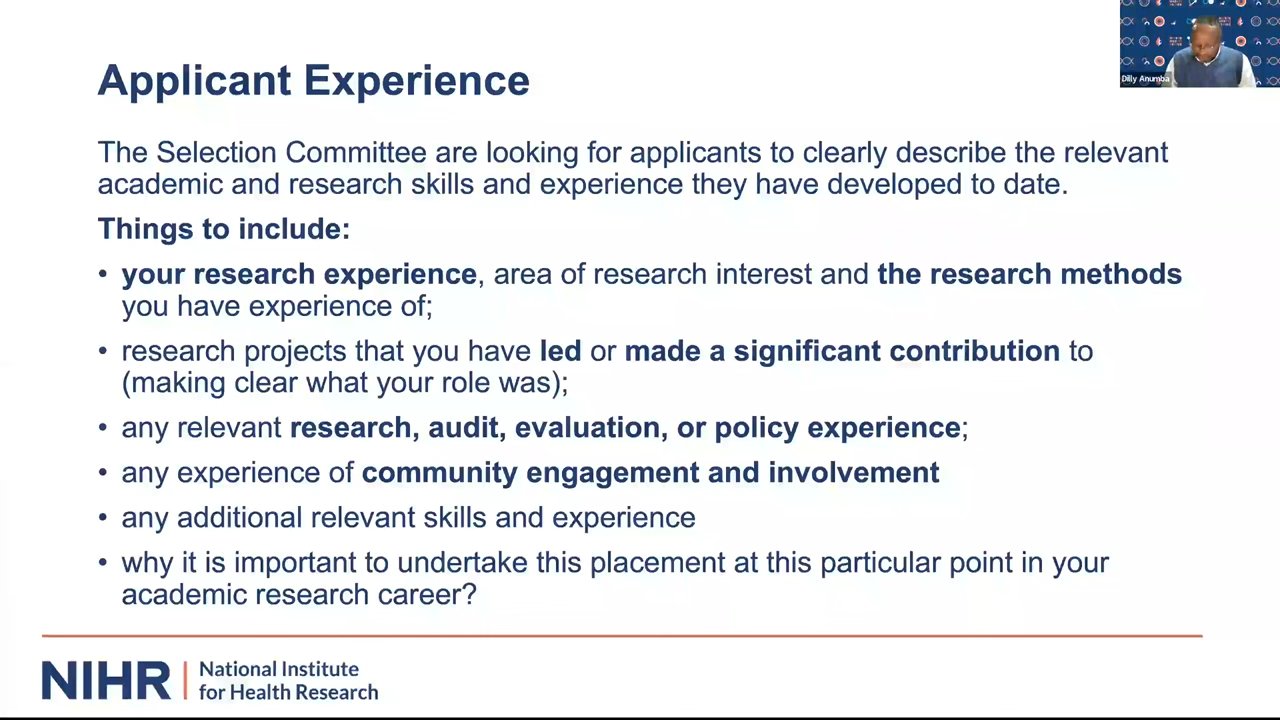 Applicant Experience
Dilly Anumba
The Selection Committee are looking for applicants to clearly describe the relevant
academic and research skills and experience they have developed to date.
Things to include:
• your research experience, area of research interest and the research methods
you have experience of;
• research projects that you have led or made a significant contribution to
(making clear what your role was);
• any relevant research, audit, evaluation, or policy experience;
• any experience of community engagement and involvement
• any additional relevant skills and experience
• why it is important to undertake this placement at this particular point in your
academic research career?
NIHR
National Institute
for Health Research